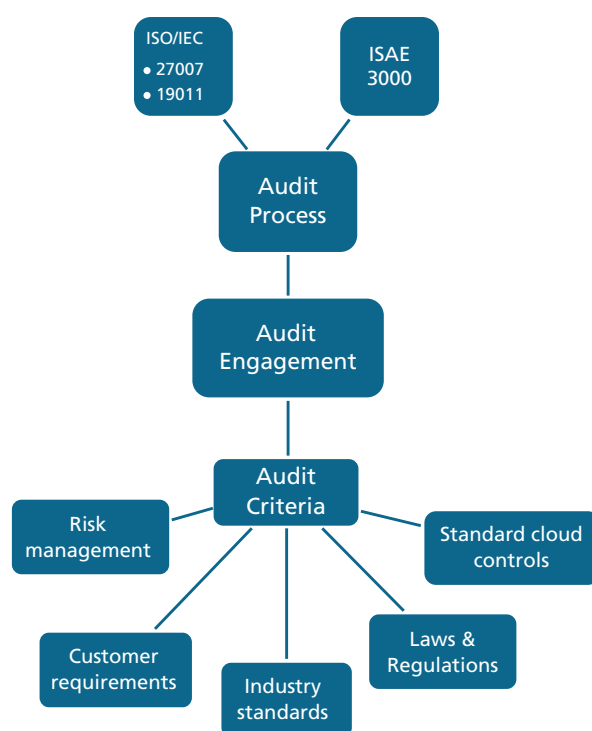 ISO/IEC
• 27007
• 19011
ISAE
3000
Audit
Process
Audit
Engagement
Audit
Criteria
Risk
management
Standard cloud
controls
Customer
requirements
Industry
standards
Laws &
Regulations